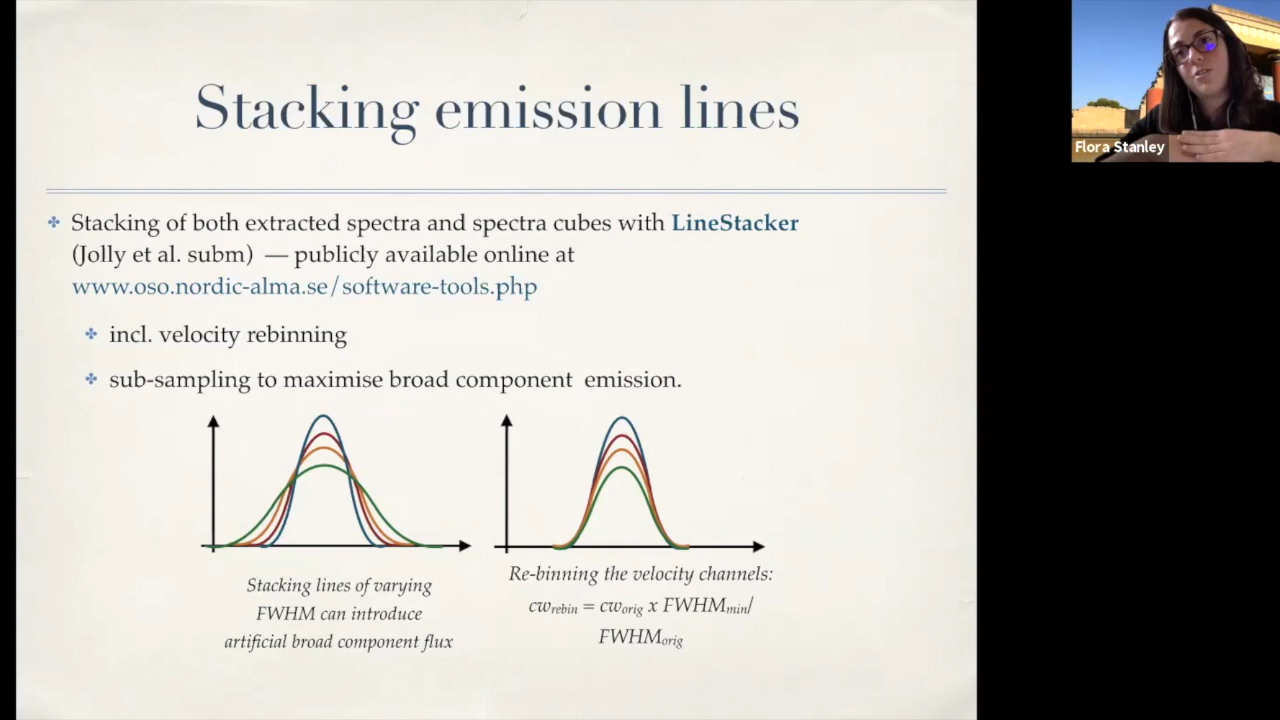 Stacking emission lines
Stacking of both extracted spectra and spectra cubes with LineStacker
(Jolly et al. subm) — publicly available online at
www.oso.nordic-alma.se/software-tools.php
incl. velocity rebinning
sub-sampling to maximise broad component emission.
Stacking lines of varying
FWHM can introduce
artificial broad component flux
Re-binning the velocity channels:
cwrebin = cworig x FWHMmin/
FWHMorig
Flora Stanley